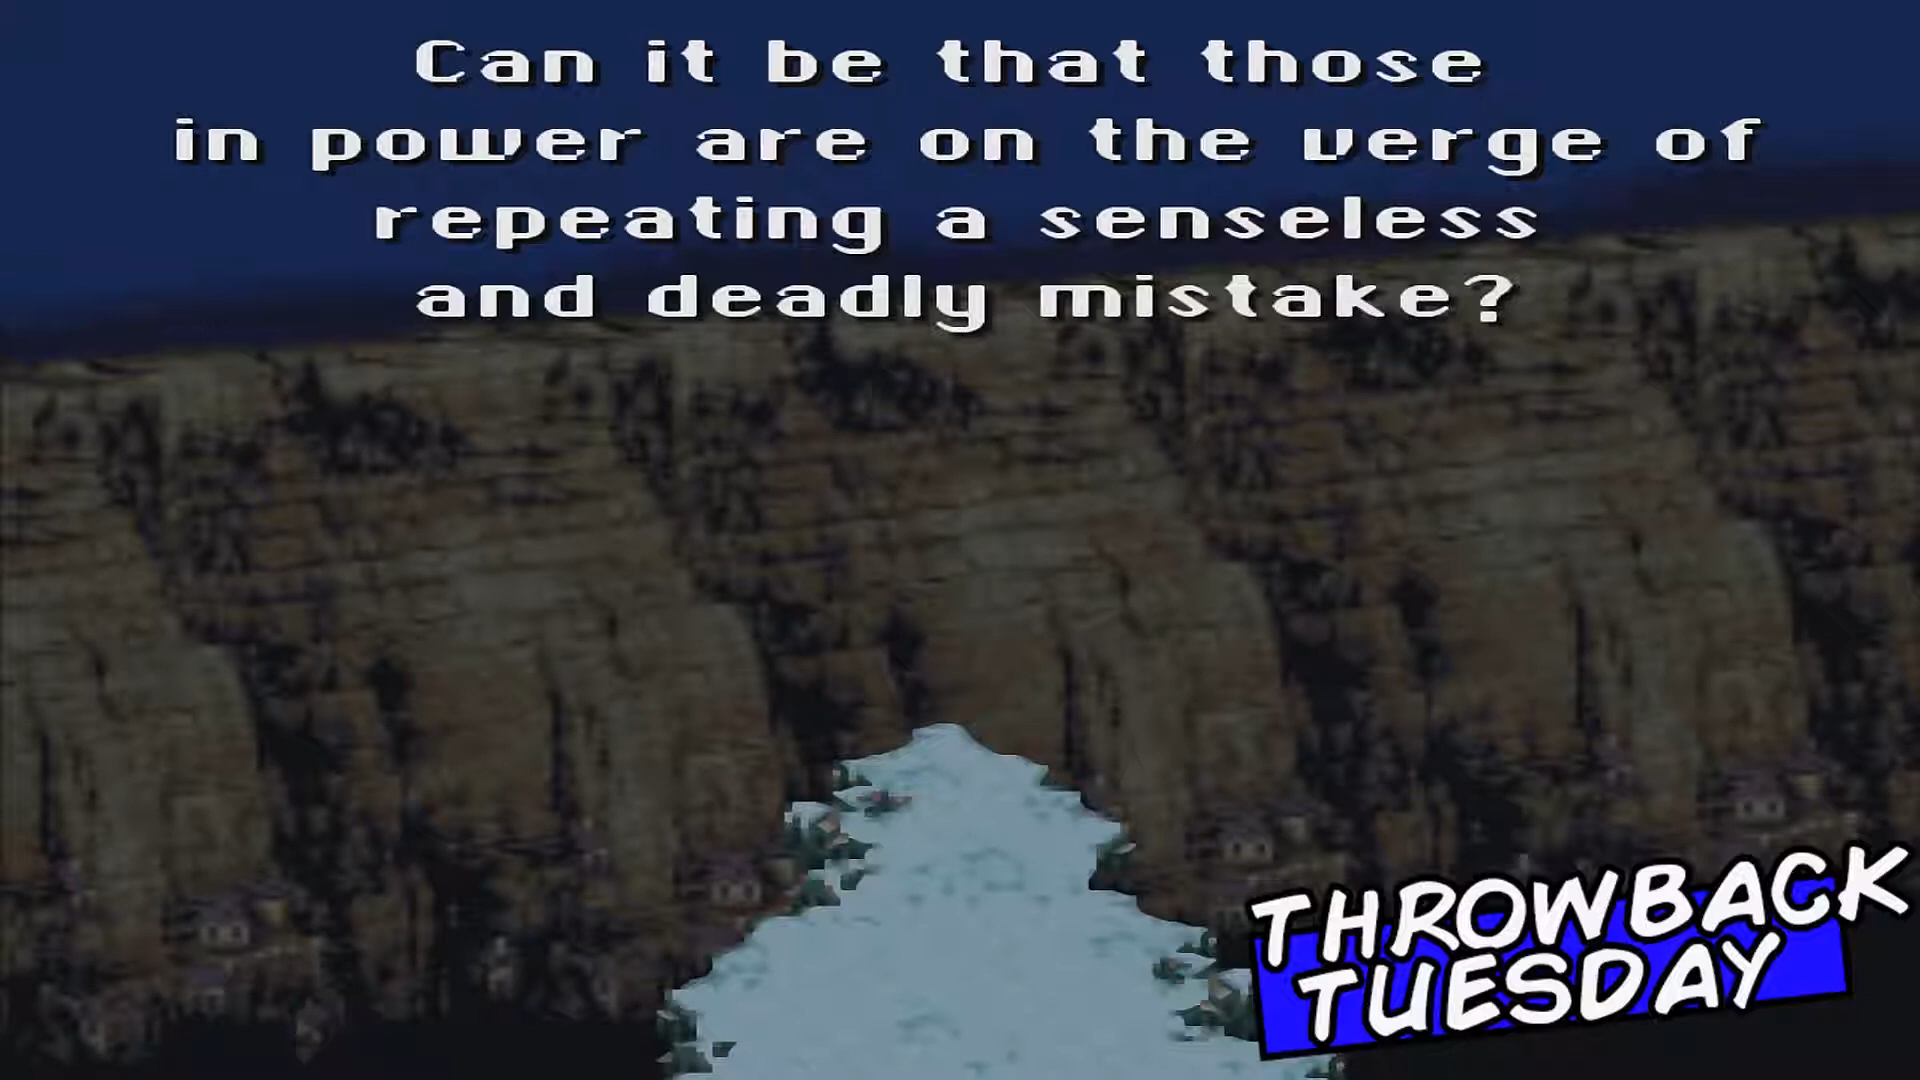 Can it be that those
in power are on the verge of
repeating a senseless
and deadly mistake?
THROWBACK
TUESDAY